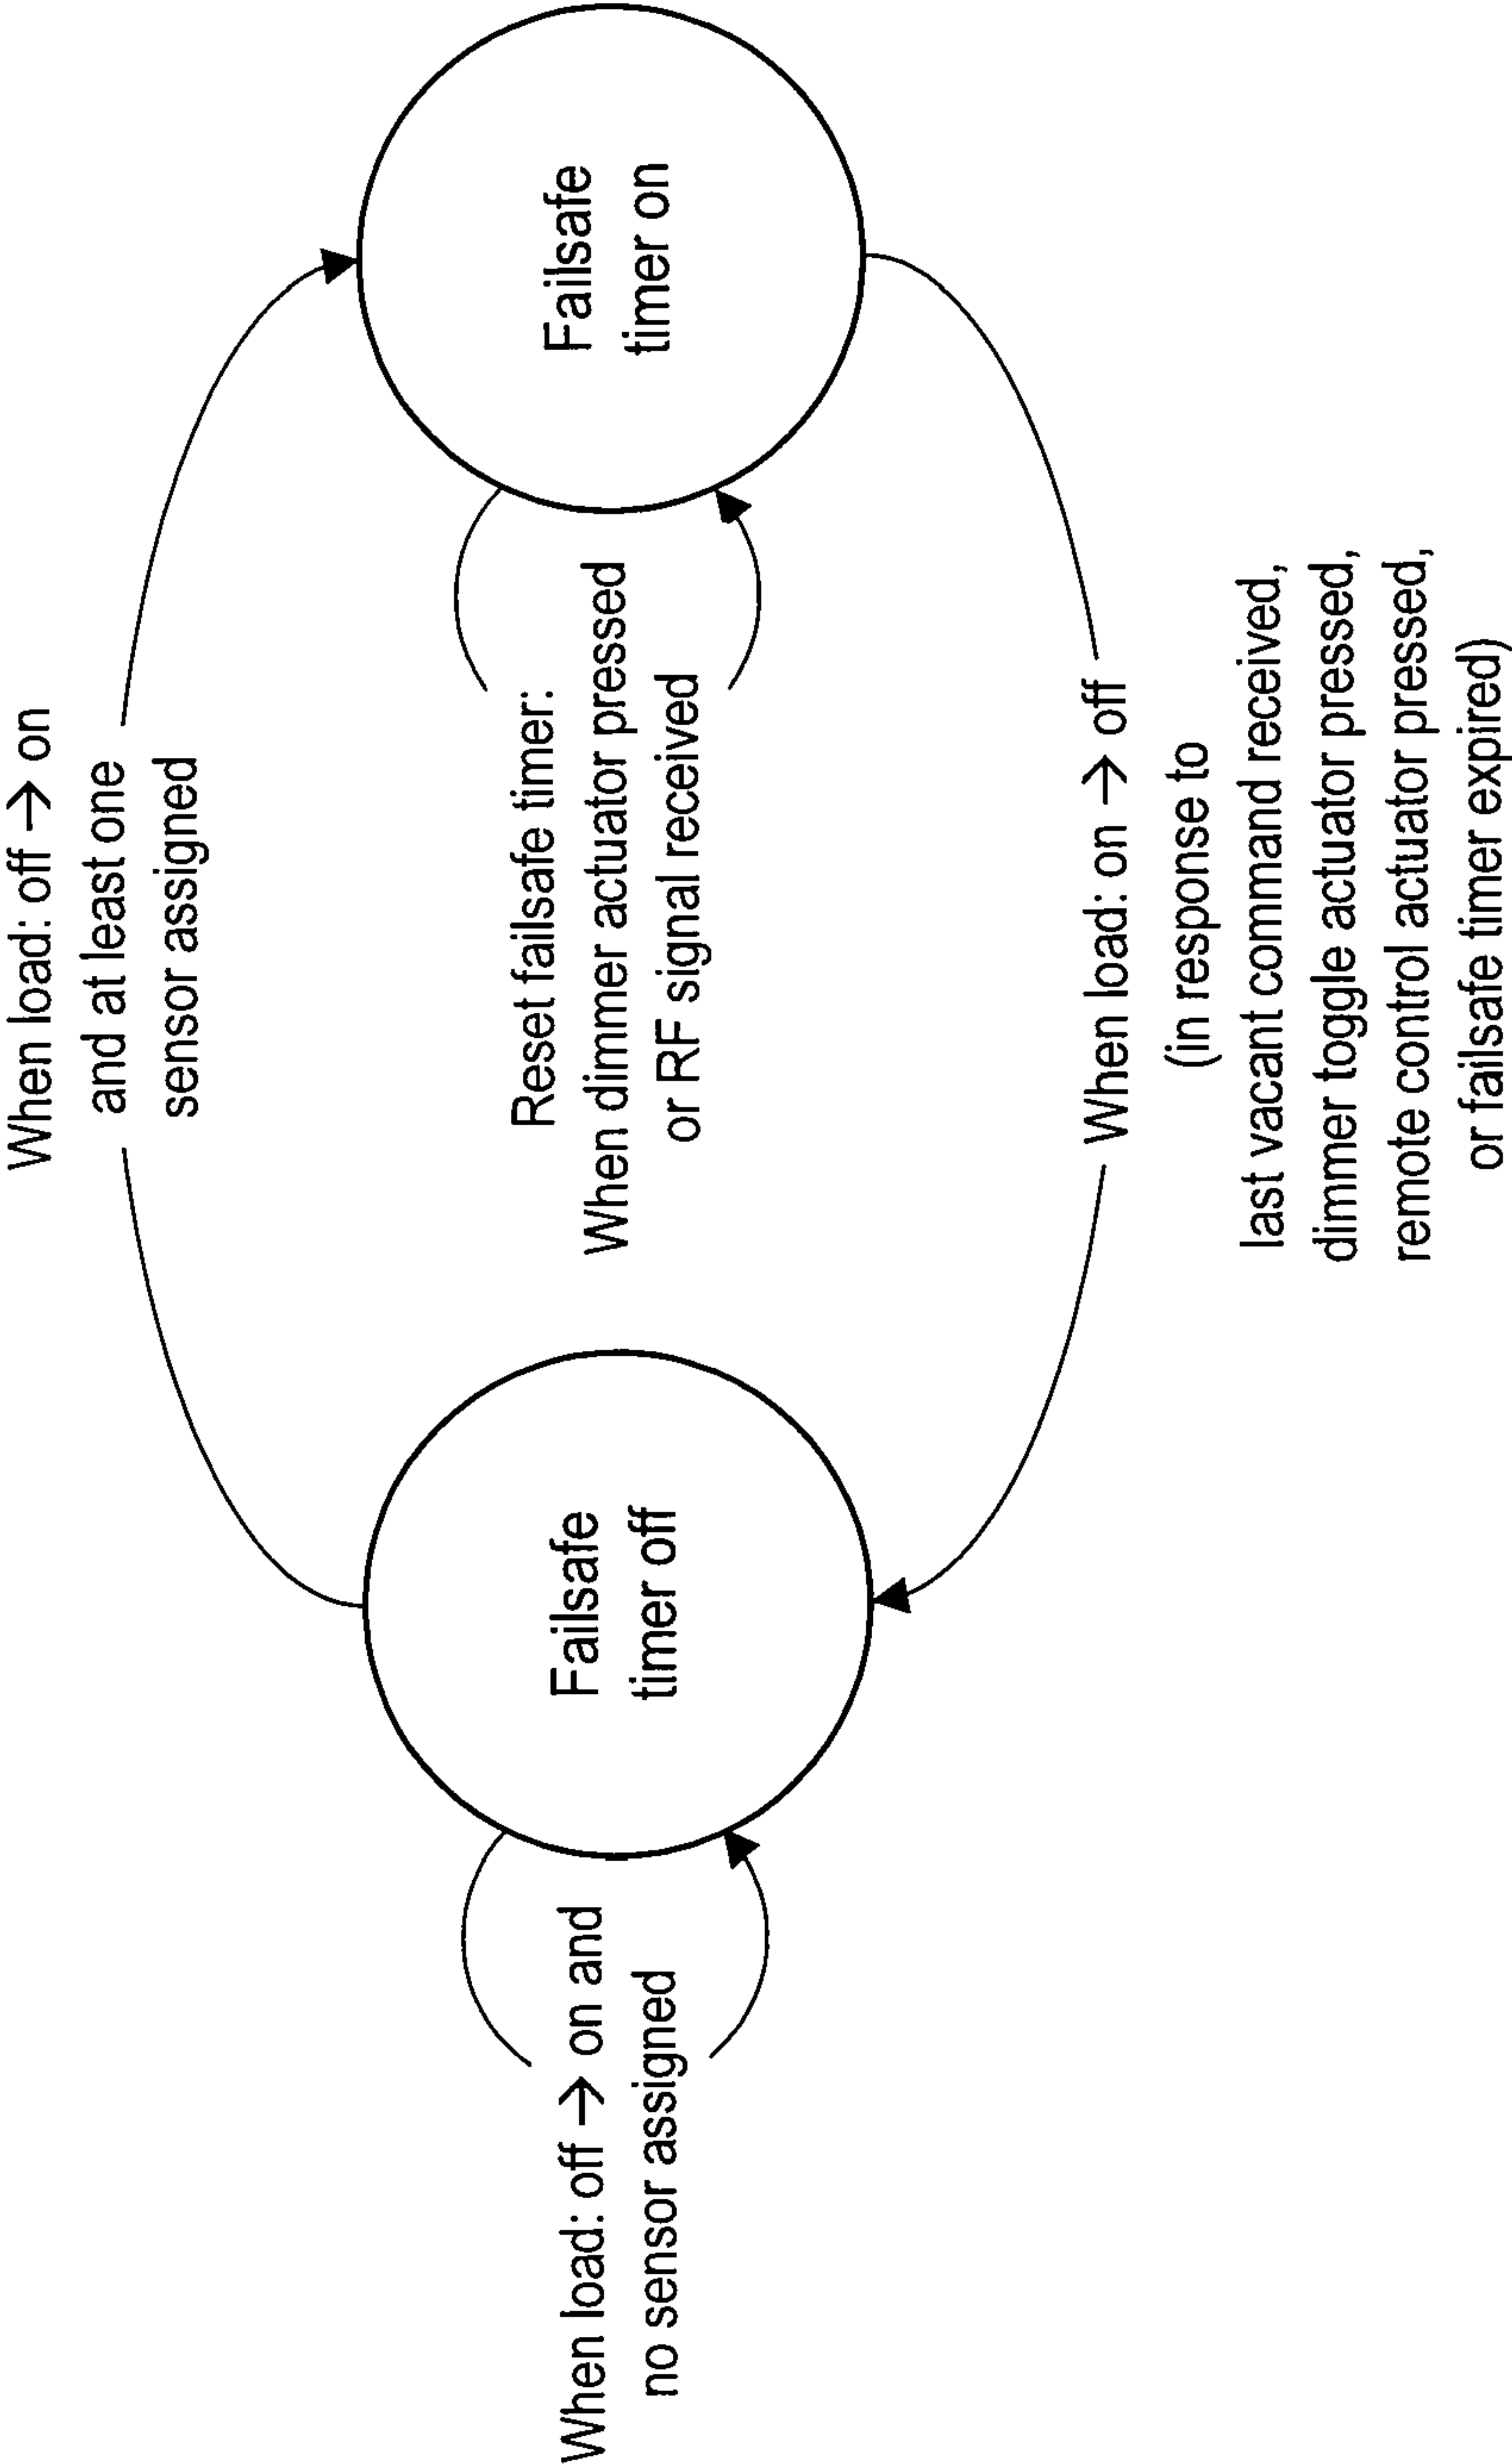 When load: off → on
and at least one
sensor assigned
When load: off → on and
no sensor assigned
Failsafe
timer off
Reset failsafe timer:
When dimmer actuator pressed
or RF signal received
Failsafe
timer on
When load: on → off
(in response to
last vacant command received,
dimmer toggle actuator pressed,
remote control actuator pressed,
or failsafe timer expired)